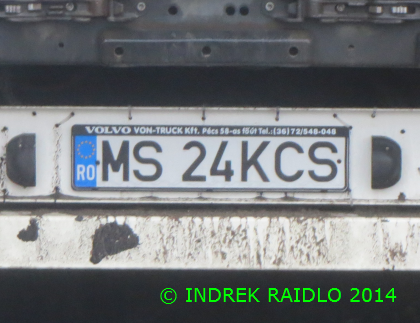 VOLVO VON-TRUCK Kft. Pécs 58-as főút Tel.:(36)72/548-048
RO MS 24KCS
© INDREK RAIDLO 2014